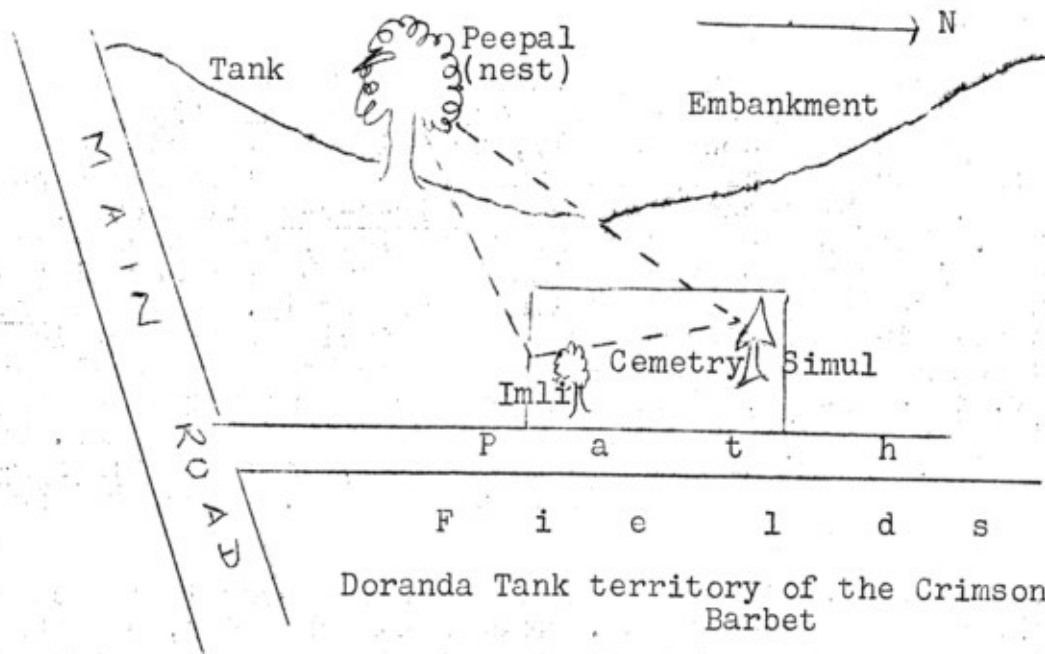 N
Peepal
(nest)
Tank
Embankment
MAIN
ROAD
Cemetry Simul
Imli
Path
Fields
Doranda Tank territory of the Crimson
Barbet